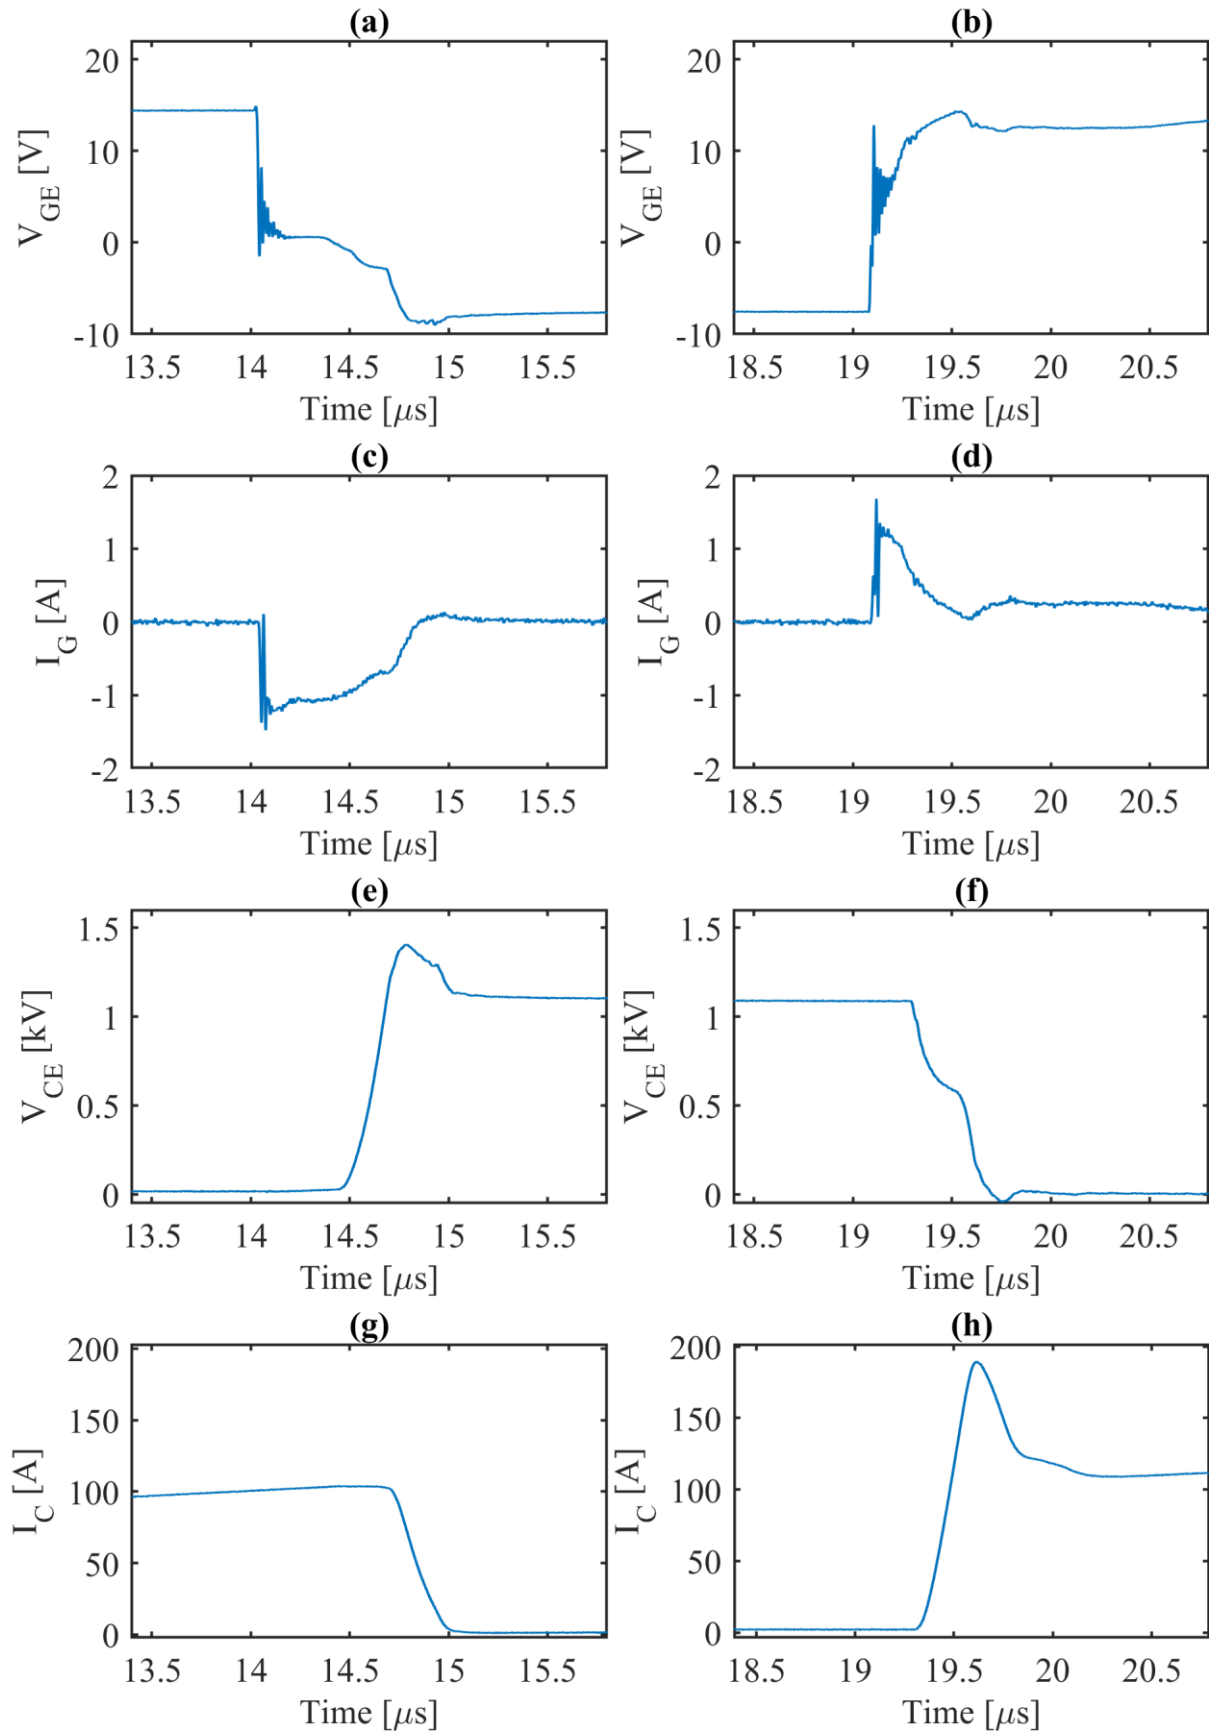 (a)
20
10
0
-10
V_GE [V]
13.5 14 14.5 15 15.5
Time [μs]
(b)
20
10
0
-10
V_GE [V]
18.5 19 19.5 20 20.5
Time [μs]
(c)
2
1
0
-1
-2
I_G [A]
13.5 14 14.5 15 15.5
Time [μs]
(d)
2
1
0
-1
-2
I_G [A]
18.5 19 19.5 20 20.5
Time [μs]
(e)
1.5
1
0.5
0
V_CE [kV]
13.5 14 14.5 15 15.5
Time [μs]
(f)
1.5
1
0.5
0
V_CE [kV]
18.5 19 19.5 20 20.5
Time [μs]
(g)
200
150
100
50
0
I_C [A]
13.5 14 14.5 15 15.5
Time [μs]
(h)
200
150
100
50
0
I_C [A]
18.5 19 19.5 20 20.5
Time [μs]